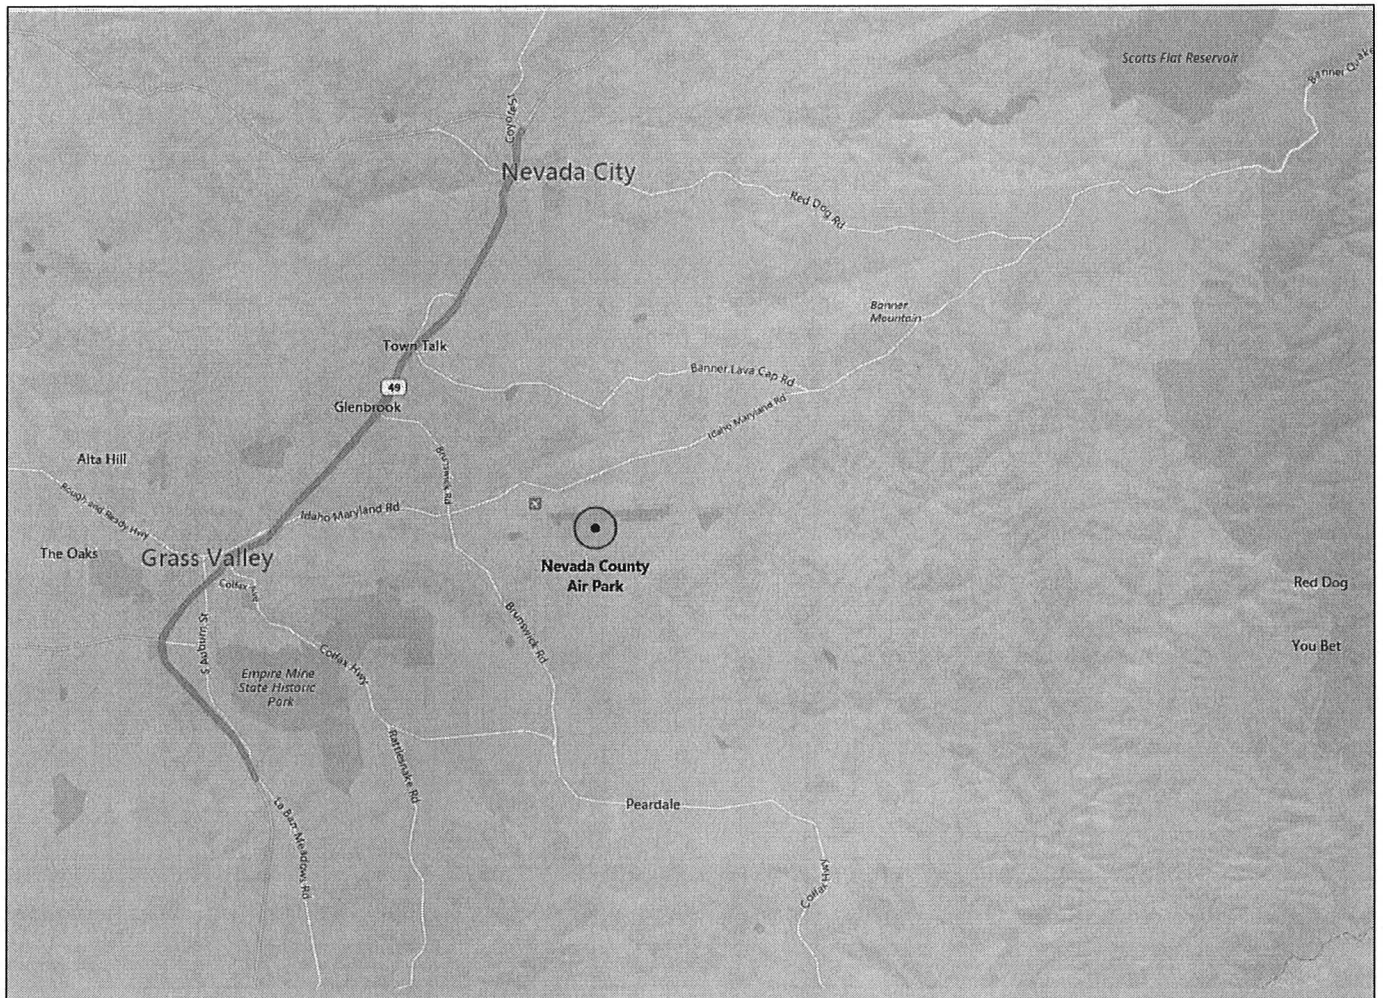 Scotts Flat Reservoir
Banner Quake
Coyote St
Nevada City
Red Dog Rd
Banner
Mountain
Town Talk
Banner Lava Cap Rd
49
Glenbrook
Idaho Maryland Rd
Alta Hill
Brunswick Rd
Rough and Ready Hwy
Idaho Maryland Rd
The Oaks
Grass Valley
Nevada County
Air Park
Colfax Ave
Red Dog
S Auburn St
Brunswick Rd
Colfax Hwy
You Bet
Empire Mine
State Historic
Park
Rattlesnake Rd
Peardale
La Barr Meadows Rd
Colfax Hwy